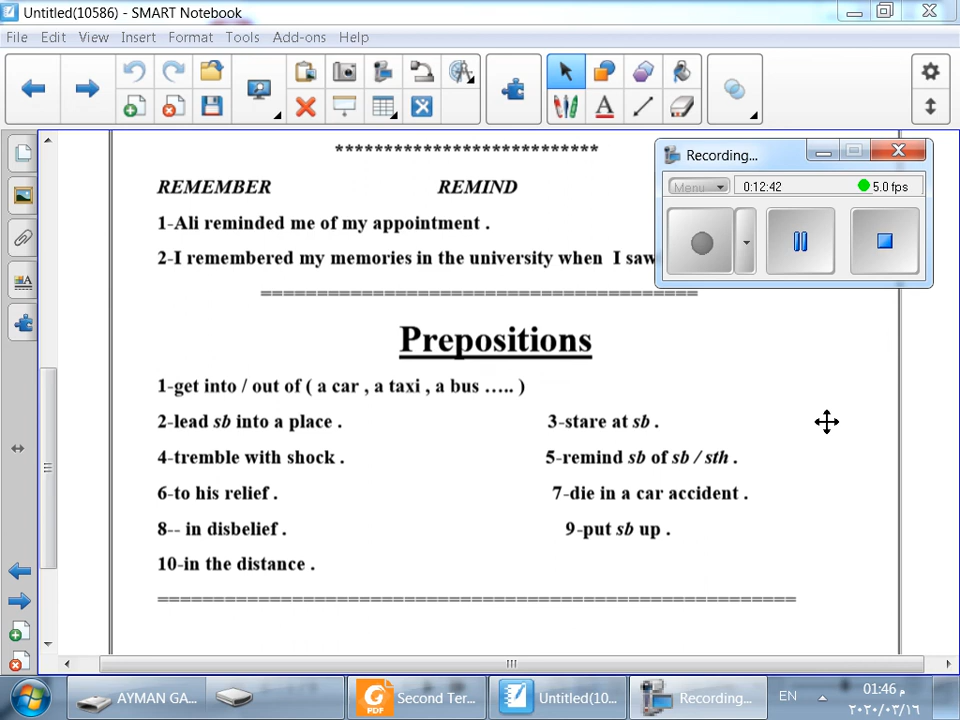 Untitled(10586) - SMART Notebook
File Edit View Insert Format Tools Add-ons Help
***************************
Recording...
REMEMBER REMIND
Menu 0:12:42 5.0 fps
1-Ali reminded me of my appointment .
2-I remembered my memories in the university when I saw
=======================================
Prepositions
1-get into / out of ( a car , a taxi , a bus ….. )
2-lead sb into a place . 3-stare at sb .
4-tremble with shock . 5-remind sb of sb / sth .
6-to his relief . 7-die in a car accident .
8-- in disbelief . 9-put sb up .
10-in the distance .
=========================================================
AYMAN GA... PDF Second Ter... Untitled(10... Recording... EN 01:46 م
٢٠٢٠/٠٣/١٦